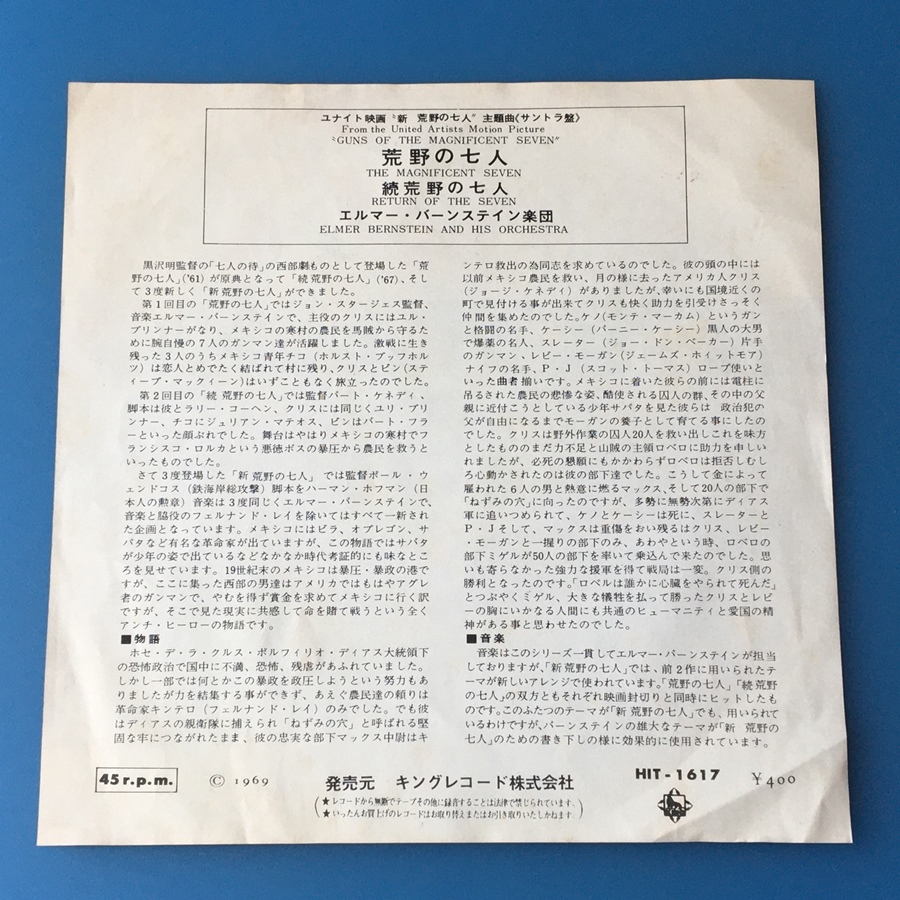 ユナイト映画 “新 荒野の七人” 主題曲《サントラ盤》
From the United Artists Motion Picture
“GUNS OF THE MAGNIFICENT SEVEN”
荒野の七人
THE MAGNIFICENT SEVEN
続荒野の七人
RETURN OF THE SEVEN
エルマー・バーンステイン楽団
ELMER BERNSTEIN AND HIS ORCHESTRA
黒沢明監督の「七人の待」の西部劇ものとして登場した「荒
野の七人」('61) が原典となって「続荒野の七人」('67)、そし
て3度新しく「新荒野の七人」ができました。
第1回目の「荒野の七人」ではジョン・スタージェス監督、
音楽エルマー・バーンステインで、主役のクリスにはユル・
ブリンナーがなり、メキシコの寒村の農民を馬賊から守るた
めに腕自慢の7人のガンマン達が活躍しました。激戦に生き
残った3人のうちメキシコ青年チコ (ホルスト・ブッフホル
ツ) は恋人とめでたく結ばれて村に残り、クリスとビン(ステ
ィーブ・マックィーン)はいずこともなく旅立ったのでした。
第2回目の「続 荒野の七人」では監督バート・ケネディ、
脚本は彼とラリー・コーヘン、クリスには同じくユリ・ブリ
ンナー、チコにジュリアン・マテオス、ビンはバート・フラ
ーといった顔ぶれでした。舞台はやはりメキシコの寒村でフ
ランシスコ・ロルカという悪徳ボスの暴圧から農民を救うと
いったものでした。
さて3度登場した「新 荒野の七人」では監督ポール・ウ
ェンドコス (鉄海岸総攻撃) 脚本をハーマン・ホフマン (日
本人の勲章) 音楽は3度同じくエルマー・バーンステインで、
音楽と脇役のフェルナンド・レイを除いてはすべて一新され
た企画となっています。メキシコにはビラ、オブレゴン、サ
パタなど有名な革命家が出ていますが、この物語ではサパタ
が少年の姿で出ているなどなかなか時代考証的にも味なとこ
ろを見せています。19世紀末のメキシコは暴圧・暴政の港で
すが、ここに集った西部の男達はアメリカではもはやアグレ
者のガンマンで、やむを得ず賞金を求めてメキシコに行く訳
ですが、そこで見た現実に共感して命を賭て戦うという全く
アンチ・ヒーローの物語です。
■物語
ホセ・デ・ラ・クルス・ポルフィリオ・ディアス大統領下
の恐怖政治で国中に不満、恐怖、残虐があふれていました。
しかし一部では何とかこの暴政を政圧しようという努力もあ
りましたが力を結集する事ができず、あえぐ農民達の頼りは
革命家キンテロ (フェルナンド・レイ) のみでした。でも彼
はディアスの親衛隊に捕えられ「ねずみの穴」と呼ばれる堅
固な牢につながれたまま、彼の忠実な部下マックス中尉はキ
ンテロ救出の為同志を求めているのでした。彼の頭の中には
以前メキシコ農民を救い、月の様に去ったアメリカ人クリス
(ジョージ・ケネディ) がありましたが、幸いにも国境近くの
町で見付ける事が出来てクリスも快く助力を引受けさっそく
仲間を集めたのでした。ケノ(モンテ・マーカム) というガン
と格闘の名手、ケーシー (バーニー・ケーシー) 黒人の大男
で爆薬の名人、スレーター (ジョー・ドン・ベーカー) 片手
のガンマン、レビー・モーガン (ジェームズ・ホィットモア)
ナイフの名手、P・J (スコット・トーマス) ロープ使いと
いった曲者揃いです。メキシコに着いた彼らの前には電柱に
吊るされた農民の悲惨な姿、酷使される囚人の群、その中の父
親に近付こうとしている少年サパタを見た彼らは 政治犯の
父が自由になるまでモーガンの養子として育てる事にしたの
でした。クリスは野外作業の囚人20人を救い出しこれを味方
としたもののまだ力不足と山賊の主領ロベロに助力を申しい
れましたが、必死の懇願にもかかわらずロベロは拒否しむし
ろ心動かされたのは彼の部下達でした。こうして金によって
雇われた6人の男と熱意に燃るマックス、そして20人の部下で
「ねずみの穴」に向ったのですが、多勢に無勢次第にディアス
軍に追いつめられて、ケノとケーシーは死に、スレーターと
P・Jそして、マックスは重傷をおい残るはクリス、レビー
・モーガンと一握りの部下のみ、あわやという時、ロベロの
部下ミゲルが50人の部下を率いて乗込んで来たのでした。思
いも寄らなかった強力な援軍を得て戦局は一変。クリス側の
勝利となったのです。「ロベルは誰かに心臓をやられて死んだ」
とつぶやくミゲル、大きな犠牲を払って勝ったクリスとレビ
ーの胸にいかなる人間にも共通のヒューマニティと愛国の精
神がある事と思わせたのでした。
■音楽
音楽はこのシリーズ一貫してエルマー・バーンステインが担当
しておりますが、「新荒野の七人」では、前2作に用いられたテ
ーマが新しいアレンジで使われています。「荒野の七人」、「続荒野
の七人」の双方ともそれぞれ映画封切りと同時にヒットしたも
のです。このふたつのテーマが「新 荒野の七人」でも、用いられて
いるわけですが、バーンステインの雄大なテーマが「新 荒野の
七人」のための書き下しの様に効果的に使用されています。
45 r.p.m.
© 1969
発売元 キングレコード株式会社
★レコードから無断でテープその他に録音することは法律で禁じられています。
★いったんお買上げのレコードはお取り替えまたはお引き取りいたしかねます。
HIT-1617
¥400